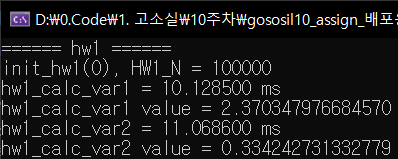 D:\0.Code\1. 고소실\10주차\gososil10_assign_배포용
====== hw1 ======
init_hw1(0), HW1_N = 100000
hw1_calc_var1 = 10.128500 ms
hw1_calc_var1 value = 2.370347976684570
hw1_calc_var2 = 11.068600 ms
hw1_calc_var2 value = 0.334242731332779